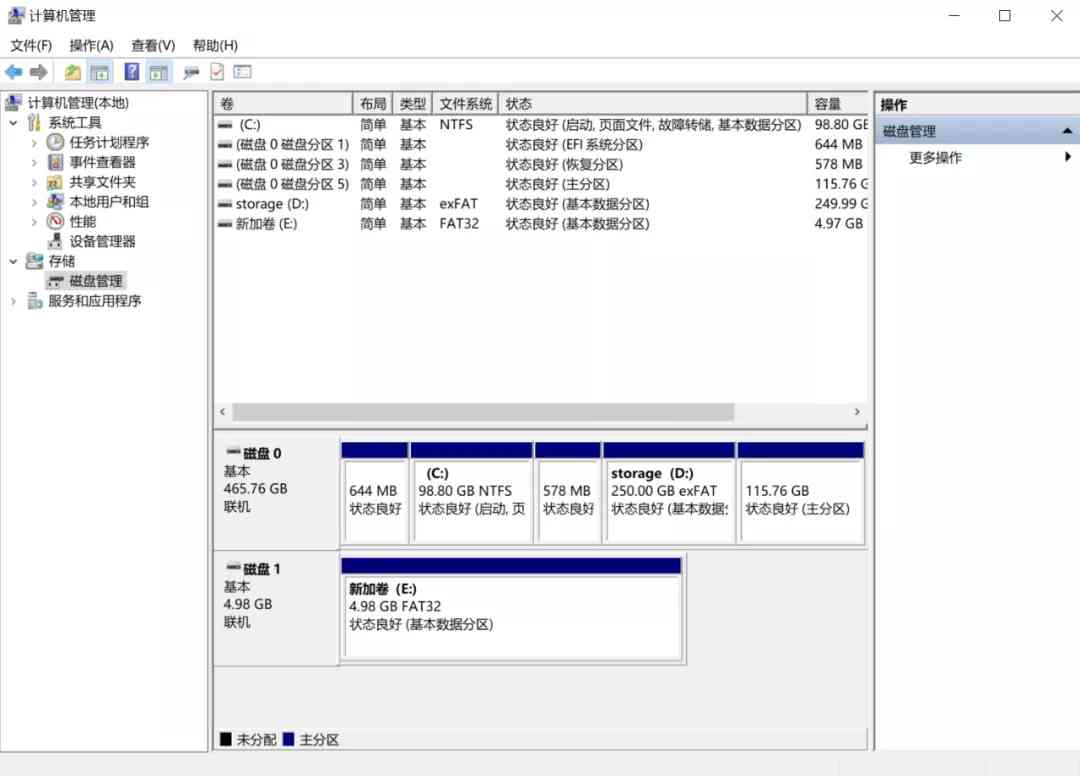 计算机管理
文件(F) 操作(A) 查看(V) 帮助(H)
计算机管理(本地)
系统工具
任务计划程序
事件查看器
共享文件夹
本地用户和组
性能
设备管理器
存储
磁盘管理
服务和应用程序
卷 布局 类型 文件系统 状态 容量
(C:) 简单 基本 NTFS 状态良好 (启动, 页面文件, 故障转储, 基本数据分区) 98.80 GB
(磁盘 0 磁盘分区 1) 简单 基本 状态良好 (EFI 系统分区) 644 MB
(磁盘 0 磁盘分区 3) 简单 基本 状态良好 (恢复分区) 578 MB
(磁盘 0 磁盘分区 5) 简单 基本 状态良好 (主分区) 115.76 G
storage (D:) 简单 基本 exFAT 状态良好 (基本数据分区) 249.99 G
新加卷 (E:) 简单 基本 FAT32 状态良好 (基本数据分区) 4.97 GB
操作
磁盘管理
更多操作
磁盘 0
基本
465.76 GB
联机
644 MB
状态良好
(C:)
98.80 GB NTFS
状态良好 (启动, 页
578 MB
状态良好
storage (D:)
250.00 GB exFAT
状态良好 (基本数据
115.76 GB
状态良好 (主分区)
磁盘 1
基本
4.98 GB
联机
新加卷 (E:)
4.98 GB FAT32
状态良好 (基本数据分区)
未分配 主分区